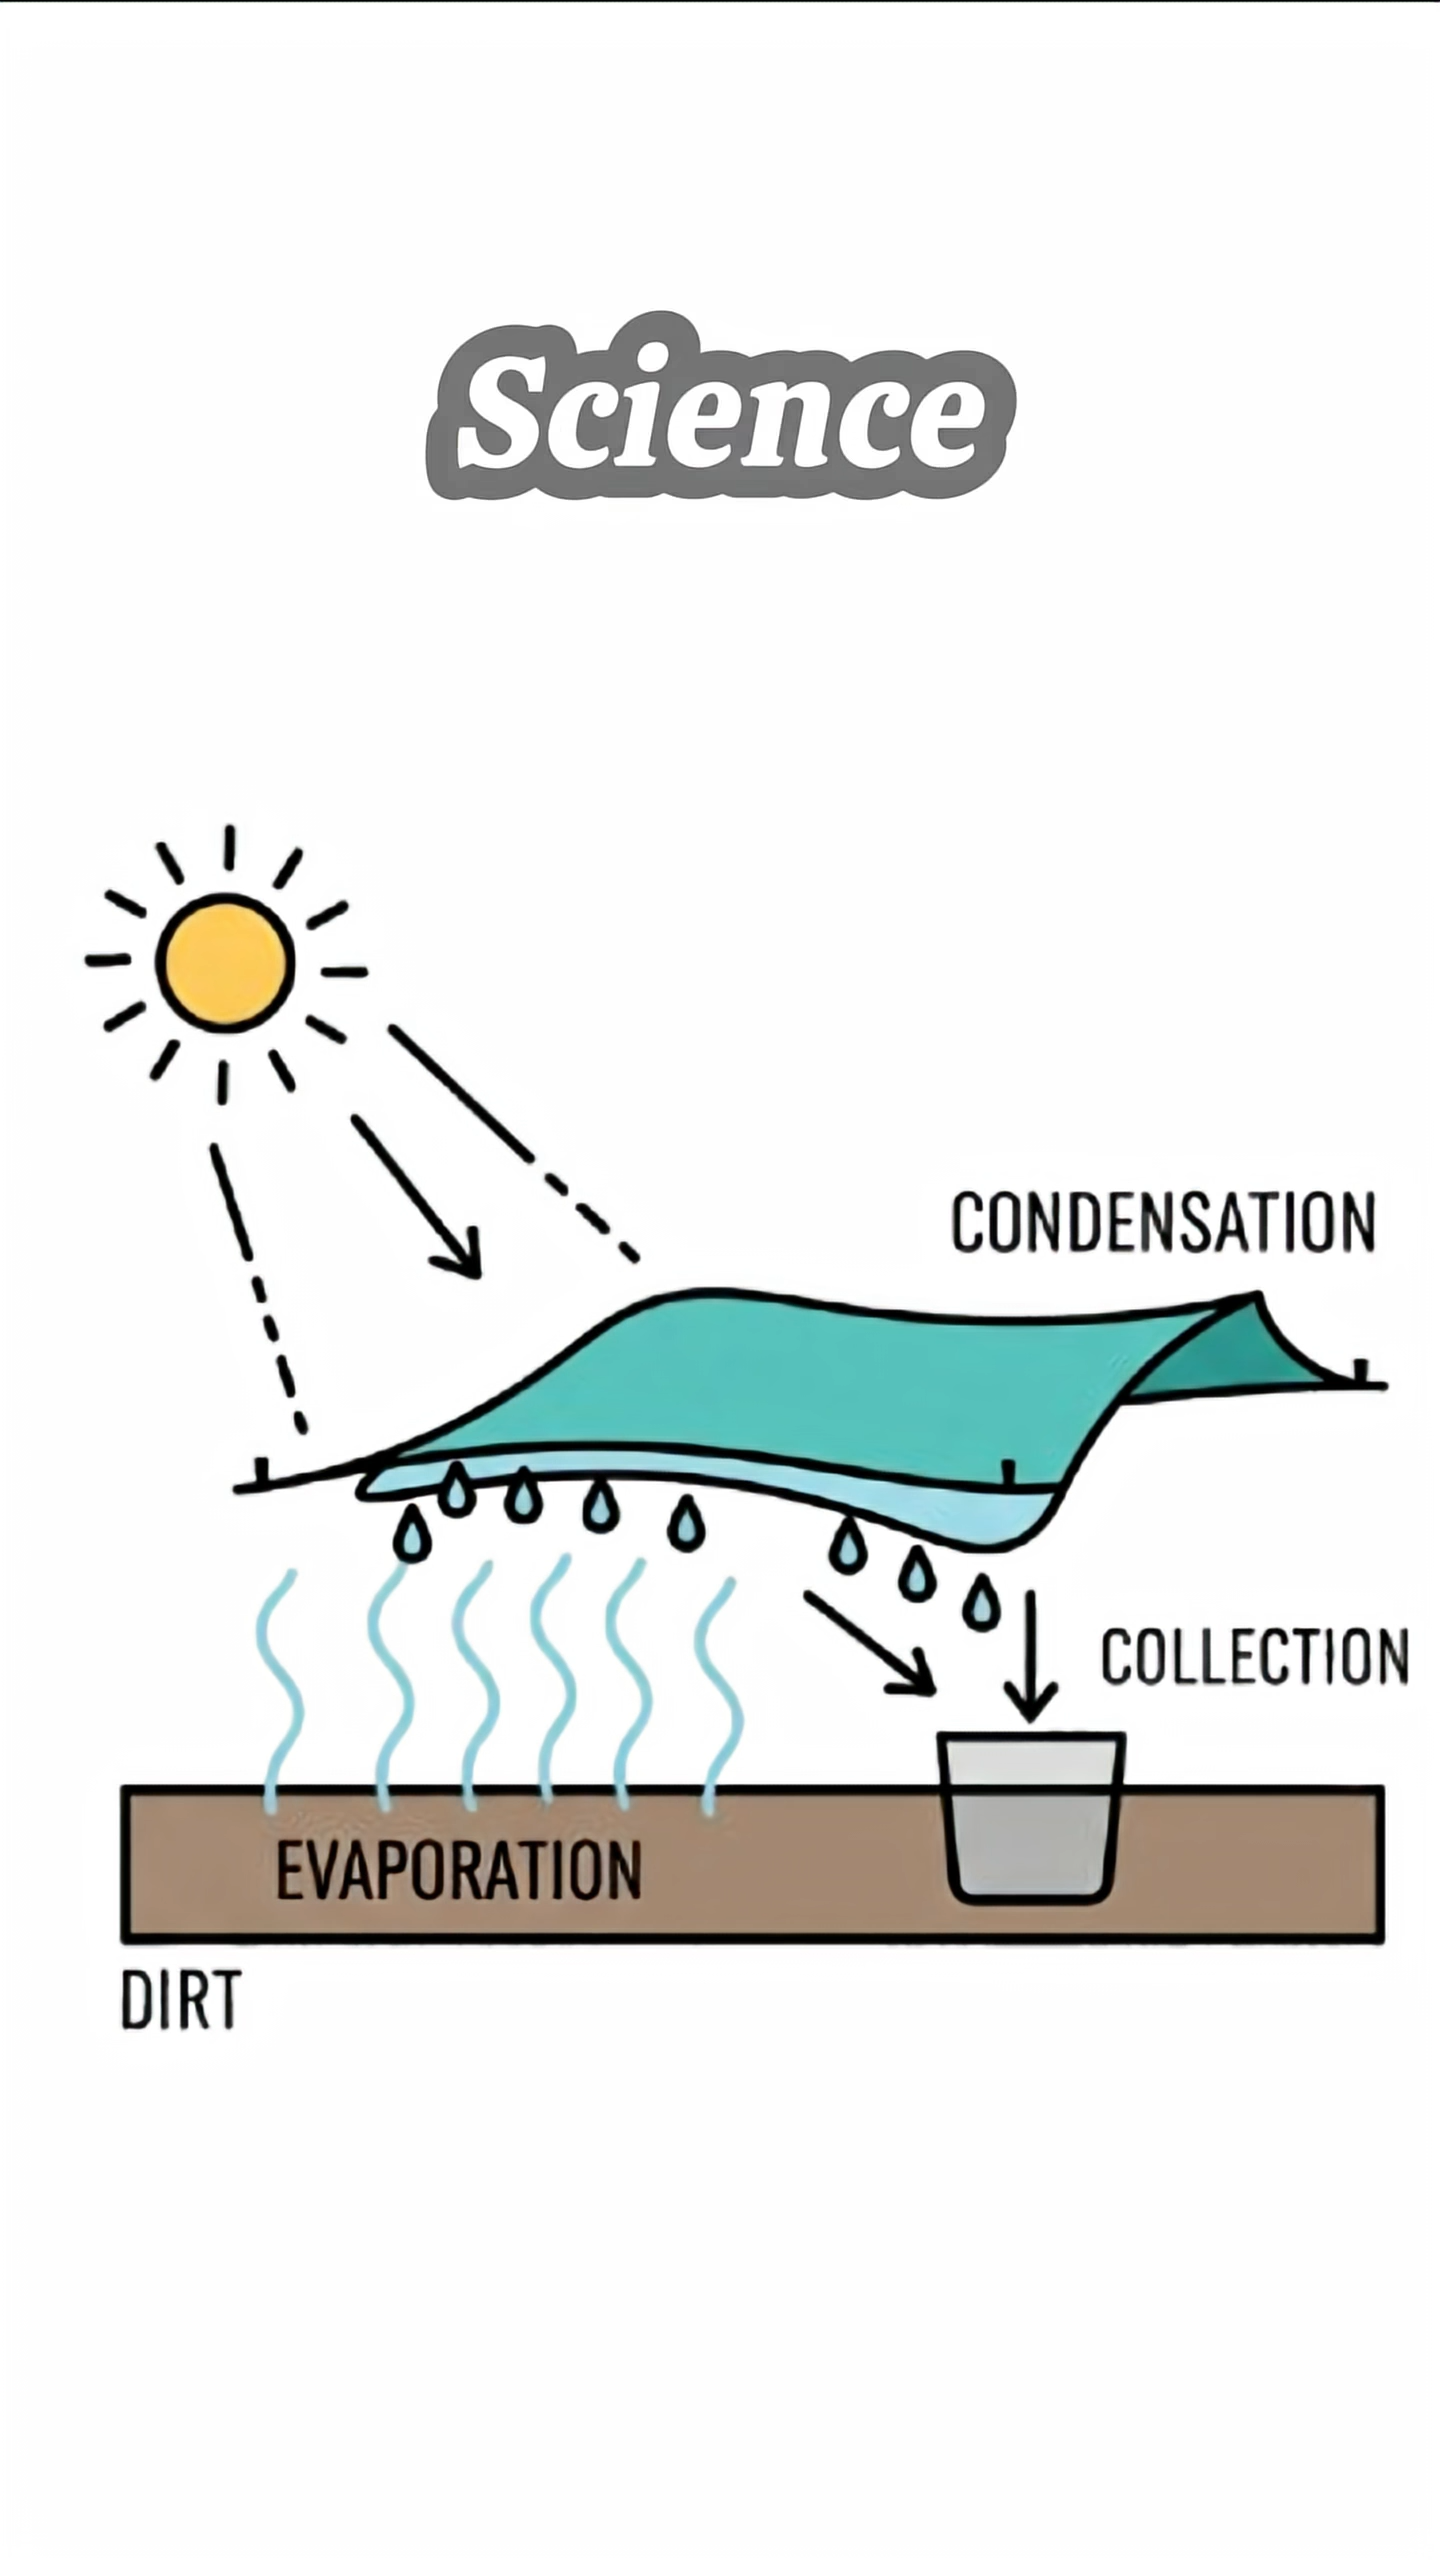 Science
CONDENSATION
COLLECTION
EVAPORATION
DIRT